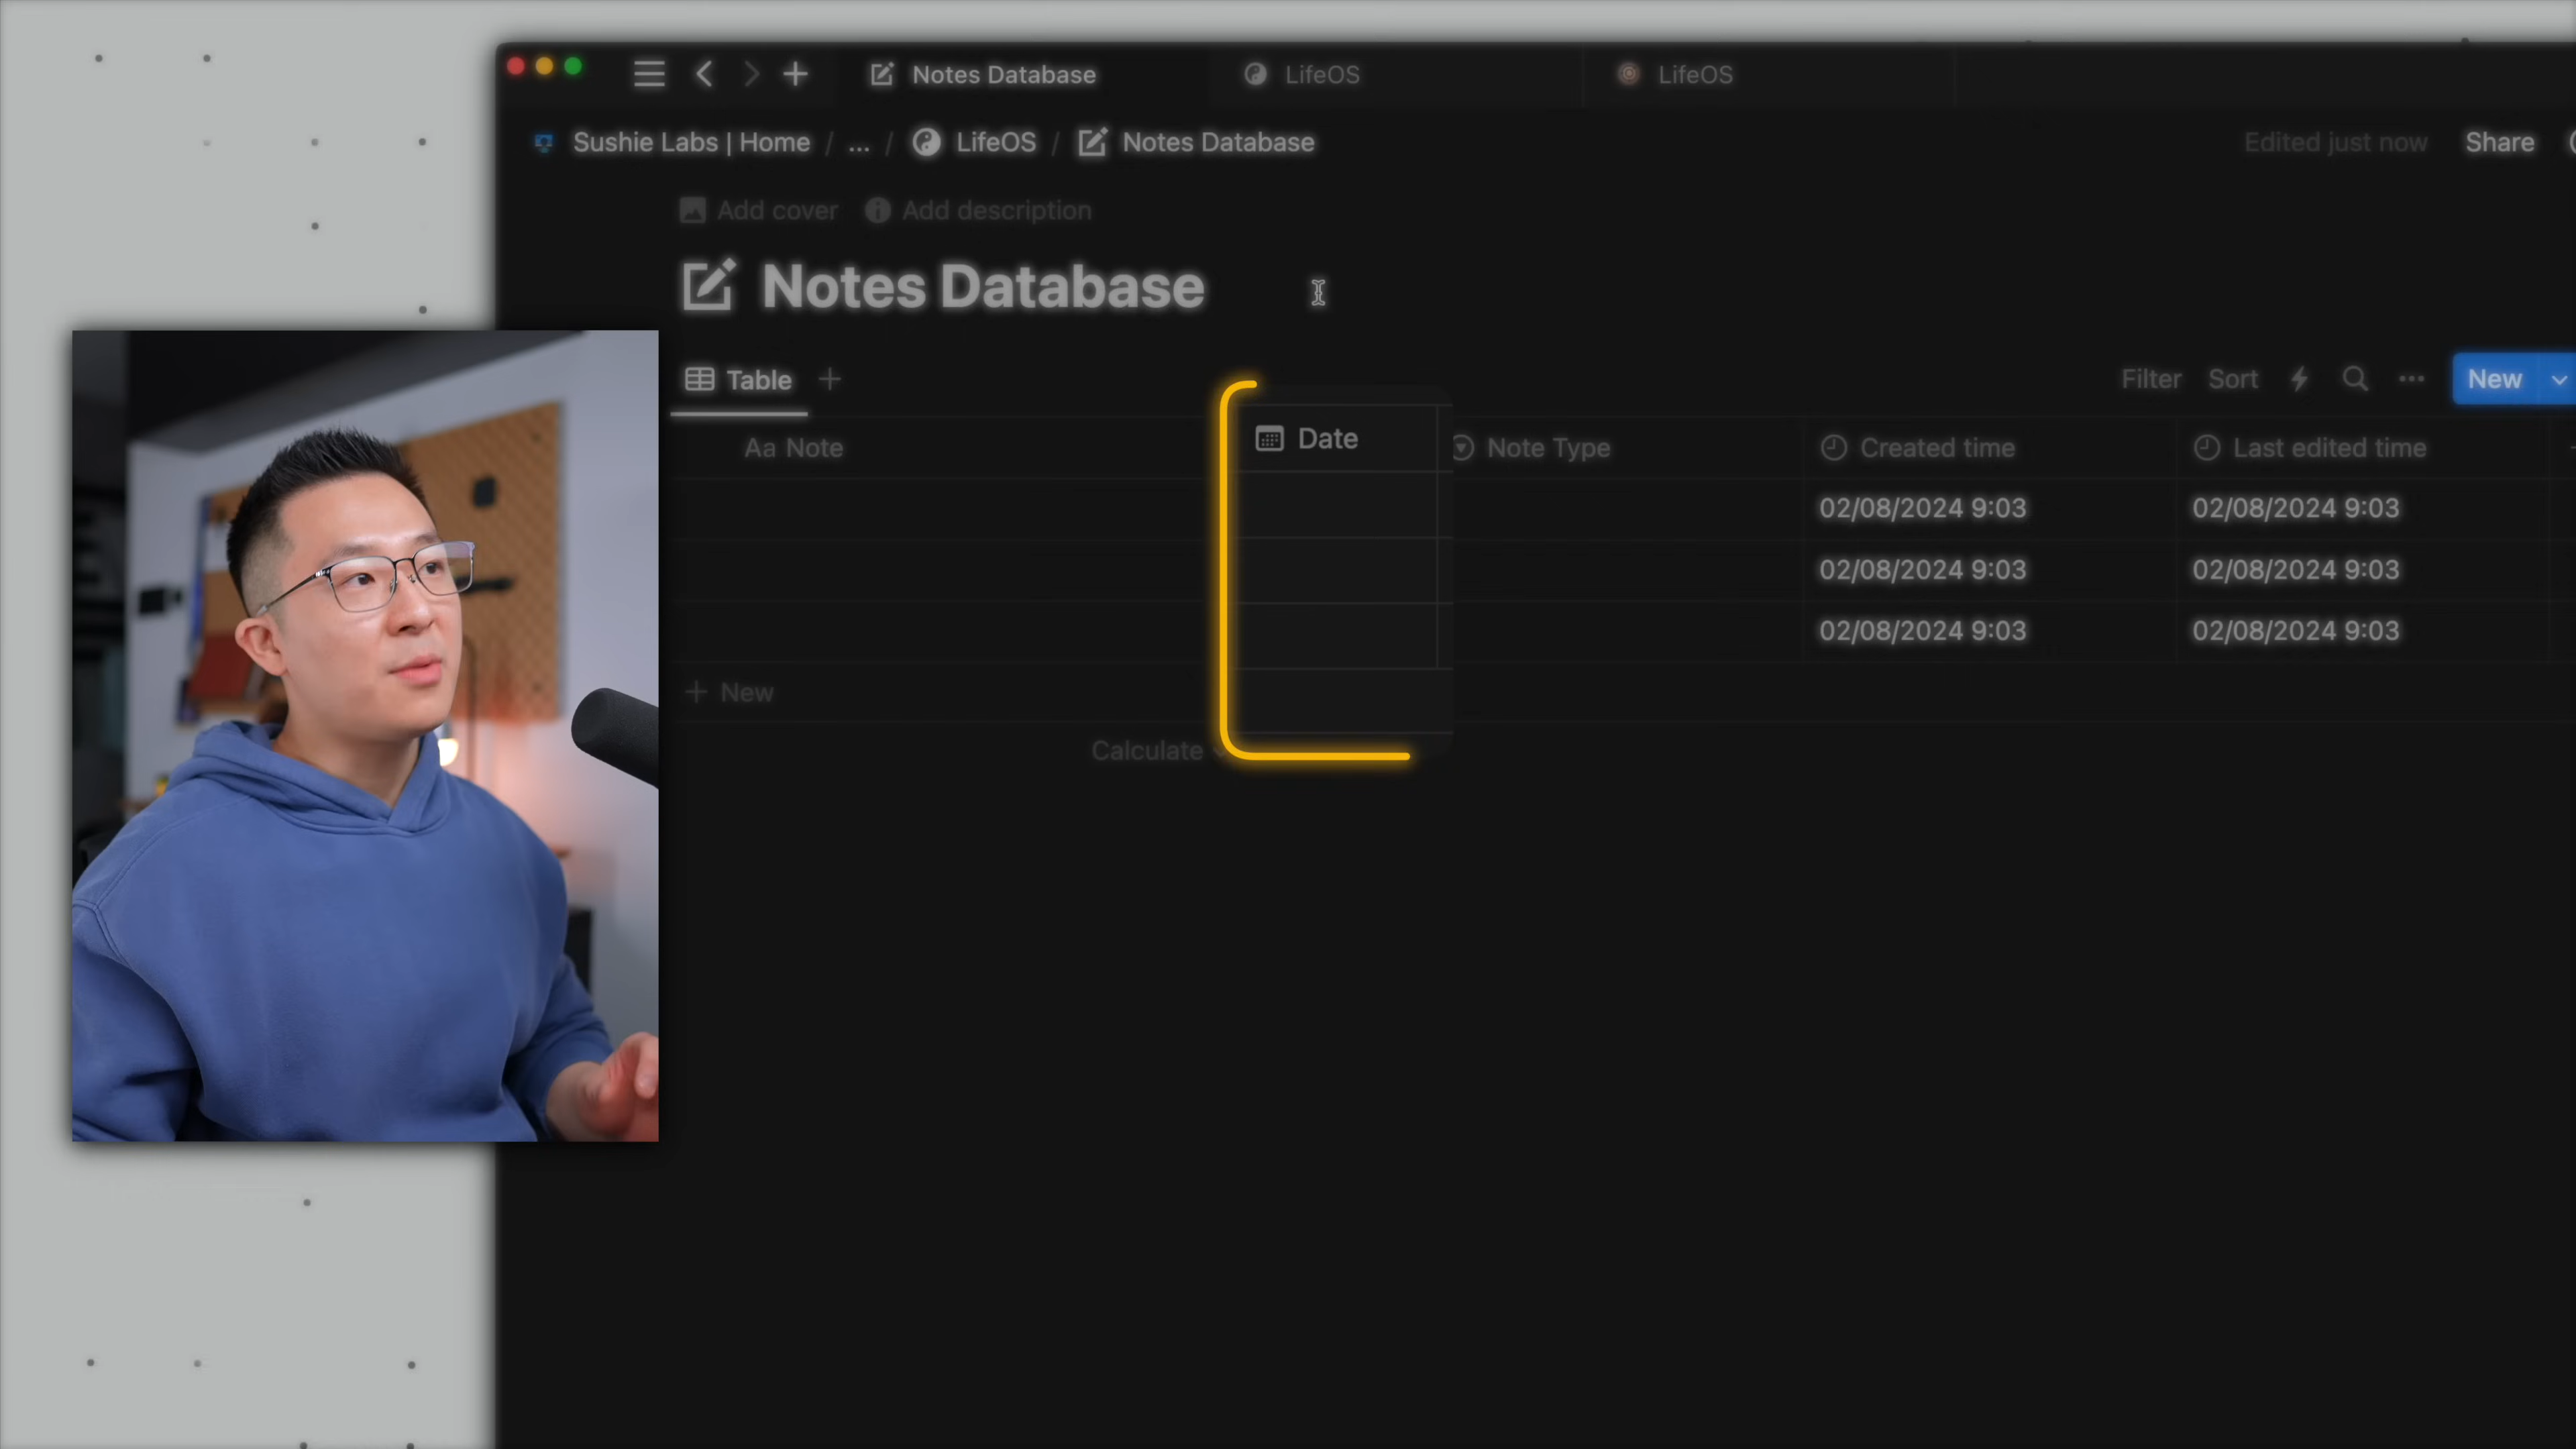 Notes Database LifeOS LifeOS
Sushie Labs | Home / ... / LifeOS / Notes Database Edited just now Share
Add cover Add description
Notes Database
Table Filter Sort New
Aa Note Date Note Type Created time Last edited time
02/08/2024 9:03 02/08/2024 9:03
02/08/2024 9:03 02/08/2024 9:03
02/08/2024 9:03 02/08/2024 9:03
New
Calculate